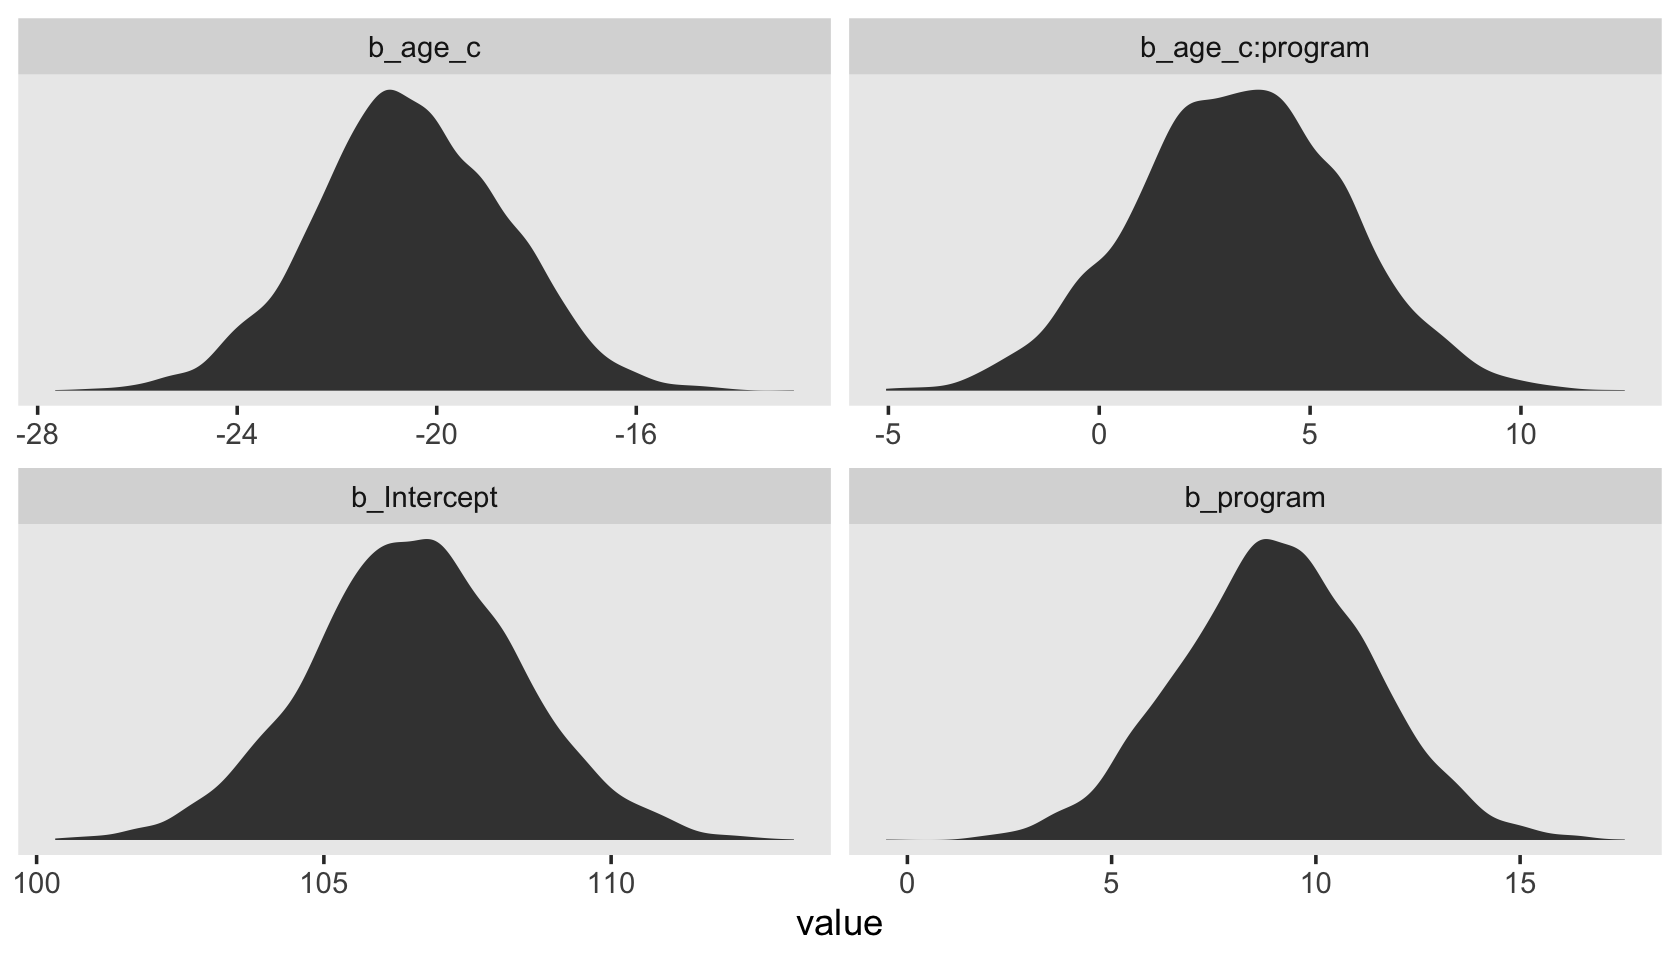 b_age_c
b_age_c:program
-28 -24 -20 -16
-5 0 5 10
b_Intercept
b_program
100 105 110
0 5 10 15
value